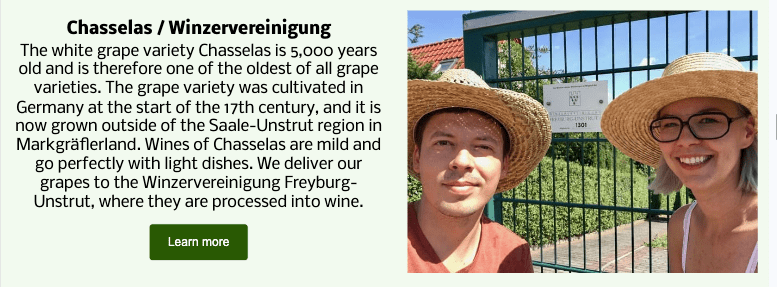 Chasselas / Winzervereinigung
The white grape variety Chasselas is 5,000 years
old and is therefore one of the oldest of all grape
varieties. The grape variety was cultivated in
Germany at the start of the 17th century, and it is
now grown outside of the Saale-Unstrut region in
Markgräflerland. Wines of Chasselas are mild and
go perfectly with light dishes. We deliver our
grapes to the Winzervereinigung Freyburg-
Unstrut, where they are processed into wine.
Learn more
1301